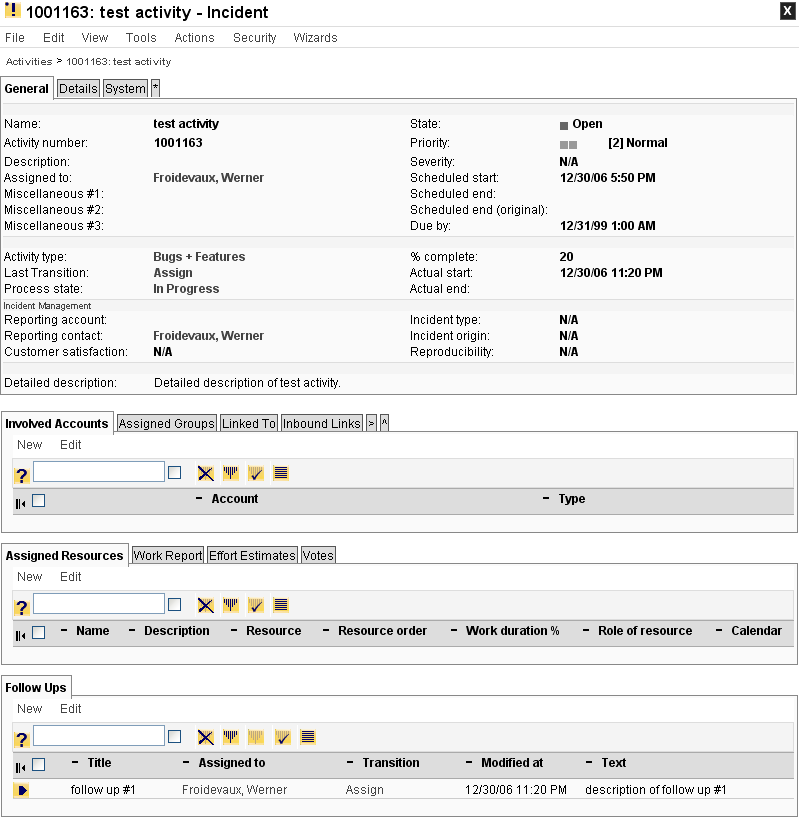 1001163: test activity - Incident X
File Edit View Tools Actions Security Wizards
Activities > 1001163: test activity
General Details System *
Name: test activity State: Open
Activity number: 1001163 Priority: [2] Normal
Description: Severity: N/A
Assigned to: Froidevaux, Werner Scheduled start: 12/30/06 5:50 PM
Miscellaneous #1: Scheduled end:
Miscellaneous #2: Scheduled end (original):
Miscellaneous #3: Due by: 12/31/99 1:00 AM
Activity type: Bugs + Features % complete: 20
Last Transition: Assign Actual start: 12/30/06 11:20 PM
Process state: In Progress Actual end:
Incident Management
Reporting account: Incident type: N/A
Reporting contact: Froidevaux, Werner Incident origin: N/A
Customer satisfaction: N/A Reproducibility: N/A
Detailed description: Detailed description of test activity.
Involved Accounts Assigned Groups Linked To Inbound Links > ^
New Edit
?
– Account – Type
Assigned Resources Work Report Effort Estimates Votes
New Edit
?
– Name – Description – Resource – Resource order – Work duration % – Role of resource – Calendar
Follow Ups
New Edit
?
– Title – Assigned to – Transition – Modified at – Text
follow up #1 Froidevaux, Werner Assign 12/30/06 11:20 PM description of follow up #1